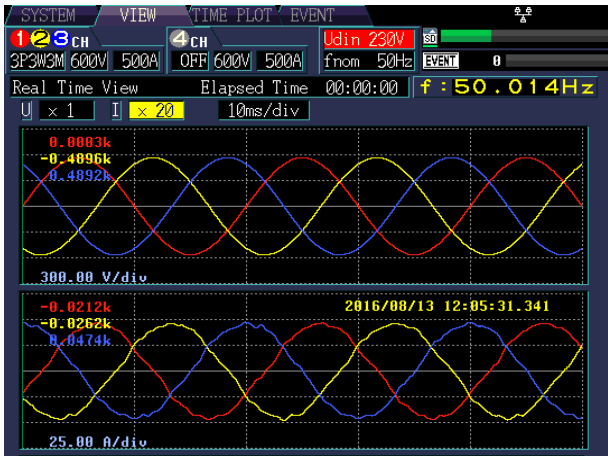 SYSTEM VIEW TIME PLOT EVENT
1 2 3 CH 4 CH Udin 230V SD
3P3W3M 600V 500A OFF 600V 500A fnom 50Hz EVENT 0
Real Time View Elapsed Time 00:00:00 f:50.014Hz
U × 1 I × 20 10ms/div
0.0003k
-0.4896k
0.4892k
300.00 V/div
-0.0212k 2016/08/13 12:05:31.341
-0.0262k
0.0474k
25.00 A/div